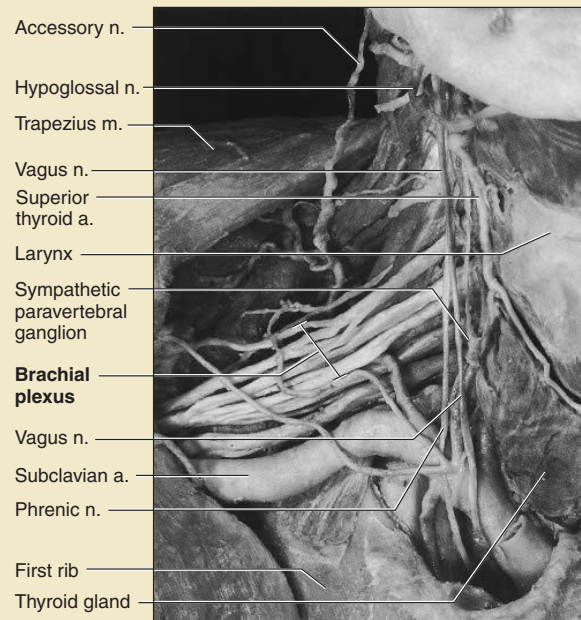 Accessory n.
Hypoglossal n.
Trapezius m.
Vagus n.
Superior
thyroid a.
Larynx
Sympathetic
paravertebral
ganglion
Brachial
plexus
Vagus n.
Subclavian a.
Phrenic n.
First rib
Thyroid gland